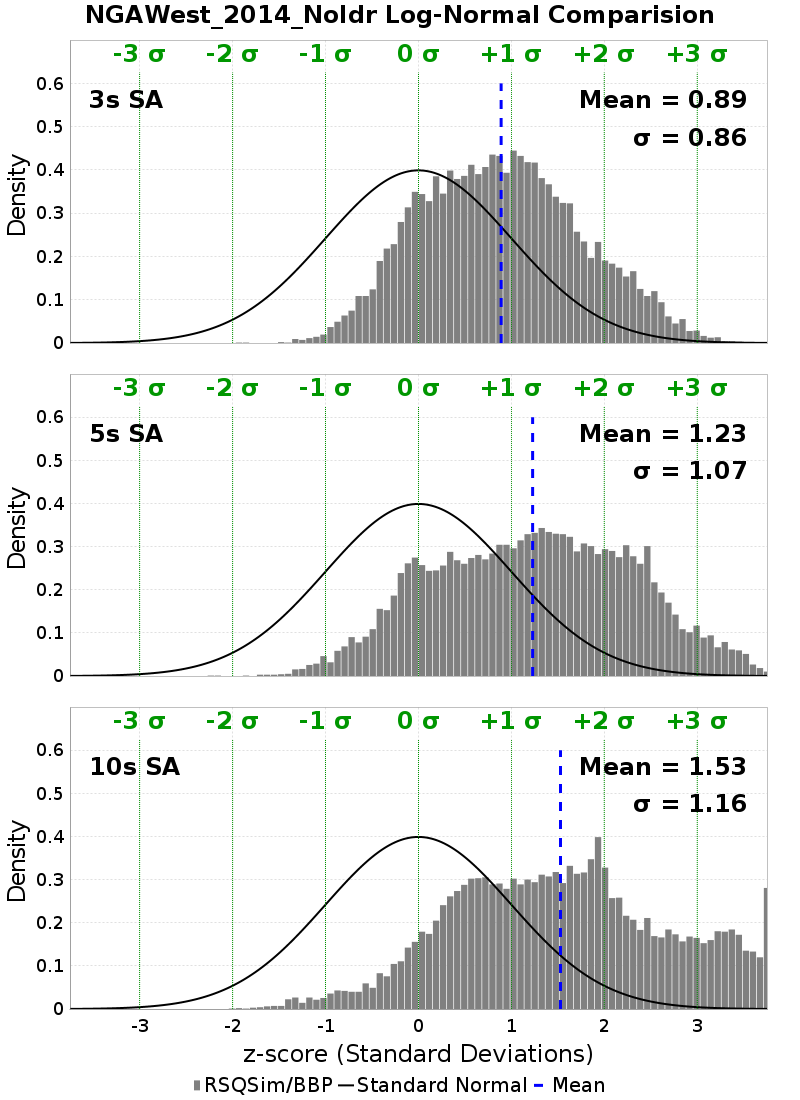 NGAWest_2014_NoIdr Log-Normal Comparision
-3 σ -2 σ -1 σ 0 σ +1 σ +2 σ +3 σ
3s SA
Mean = 0.89
σ = 0.86
0.6
0.5
0.4
0.3
0.2
0.1
0
Density
-3 σ -2 σ -1 σ 0 σ +1 σ +2 σ +3 σ
5s SA
Mean = 1.23
σ = 1.07
0.6
0.5
0.4
0.3
0.2
0.1
0
Density
-3 σ -2 σ -1 σ 0 σ +1 σ +2 σ +3 σ
10s SA
Mean = 1.53
σ = 1.16
0.6
0.5
0.4
0.3
0.2
0.1
0
Density
-3 -2 -1 0 1 2 3
z-score (Standard Deviations)
RSQSim/BBP Standard Normal Mean